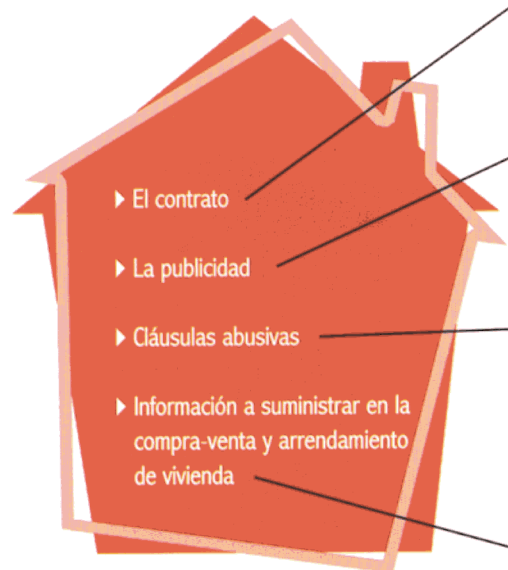 El contrato
La publicidad
Cláusulas abusivas
Información a suministrar en la
compra-venta y arrendamiento
de vivienda